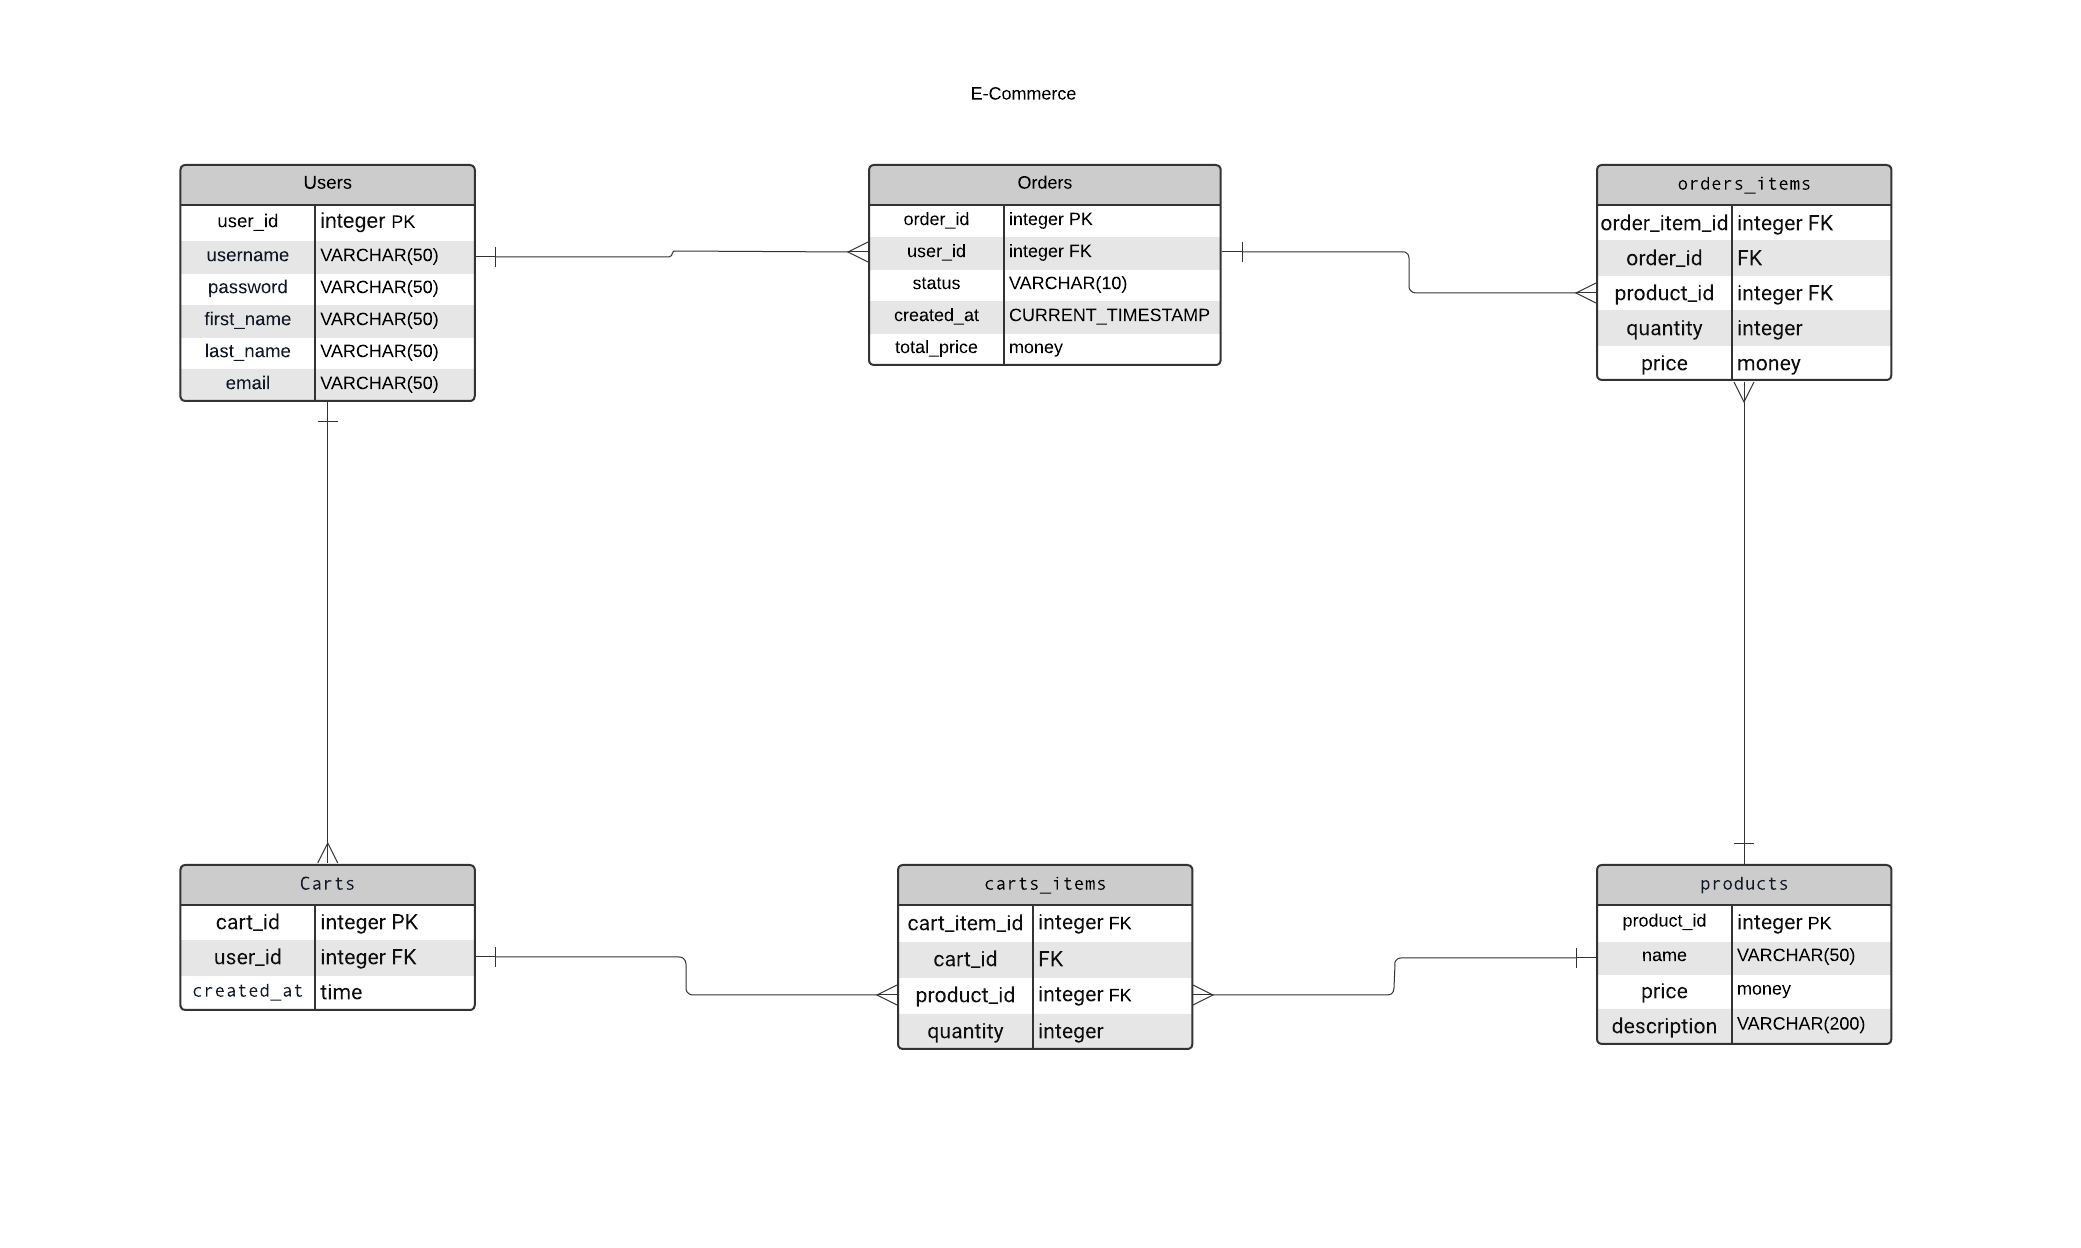 E-Commerce
Users
user_id integer PK
username VARCHAR(50)
password VARCHAR(50)
first_name VARCHAR(50)
last_name VARCHAR(50)
email VARCHAR(50)
Orders
order_id integer PK
user_id integer FK
status VARCHAR(10)
created_at CURRENT_TIMESTAMP
total_price money
orders_items
order_item_id integer FK
order_id FK
product_id integer FK
quantity integer
price money
Carts
cart_id integer PK
user_id integer FK
created_at time
carts_items
cart_item_id integer FK
cart_id FK
product_id integer FK
quantity integer
products
product_id integer PK
name VARCHAR(50)
price money
description VARCHAR(200)